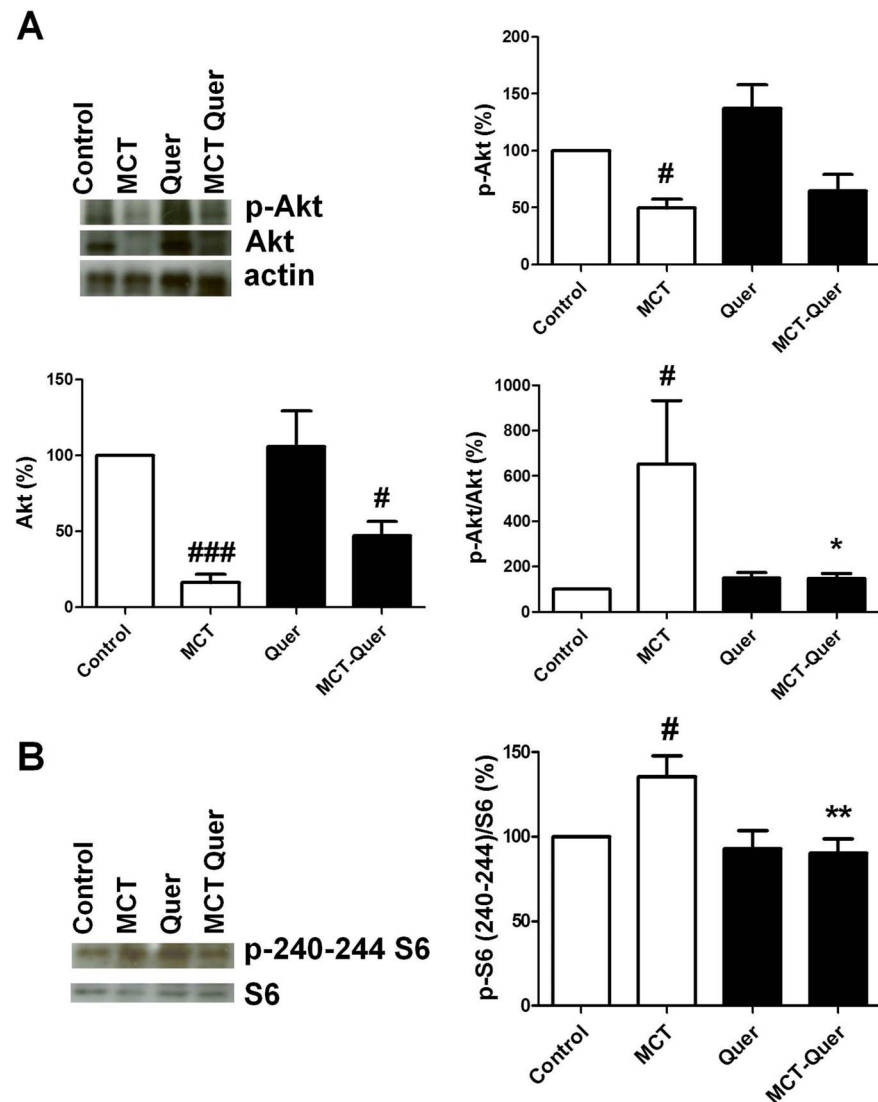 A
Control
MCT
Quer
MCT Quer
p-Akt
Akt
actin
p-Akt (%)
200
150
100
50
0
#
Control
MCT
Quer
MCT-Quer
Akt (%)
150
100
50
0
###
#
Control
MCT
Quer
MCT-Quer
p-Akt/Akt (%)
1000
800
600
400
200
0
#
*
Control
MCT
Quer
MCT-Quer
B
Control
MCT
Quer
MCT Quer
p-240-244 S6
S6
p-S6 (240-244)/S6 (%)
150
100
50
0
#
**
Control
MCT
Quer
MCT-Quer